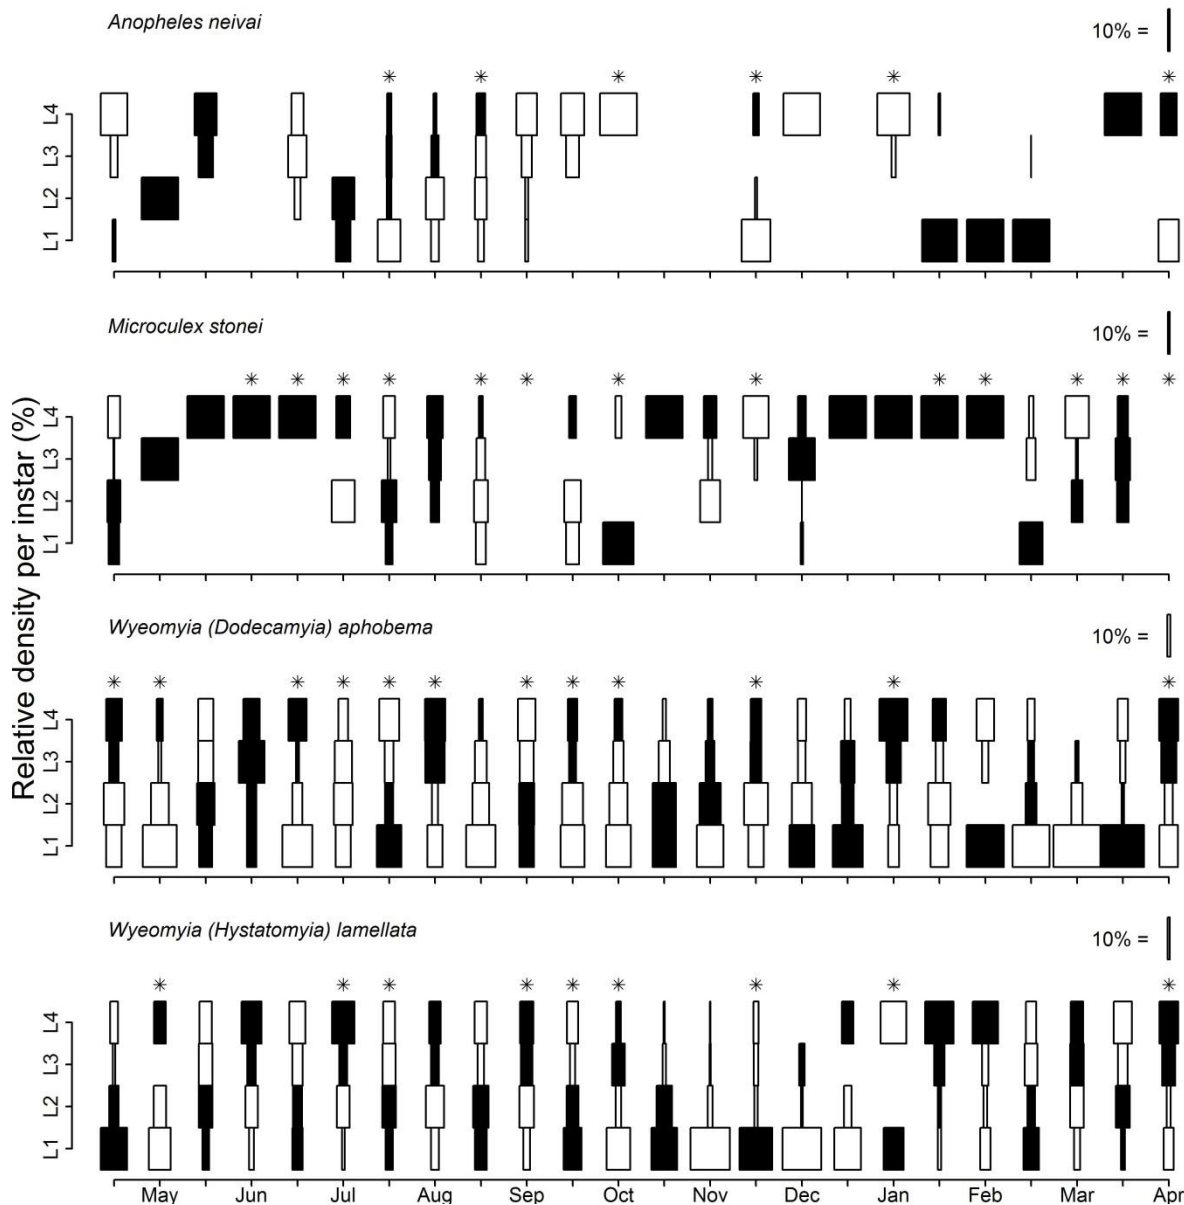 Anopheles neivai
10% =
* * * * * *
L4
L3
L2
L1
Microculex stonei
10% =
* * * * * * * * * * * * *
L4
L3
L2
L1
Relative density per instar (%)
Wyeomyia (Dodecamyia) aphobema
10% =
* * * * * * * * * * * *
L4
L3
L2
L1
Wyeomyia (Hystatomyia) lamellata
10% =
* * * * * * * * *
L4
L3
L2
L1
May Jun Jul Aug Sep Oct Nov Dec Jan Feb Mar Apr